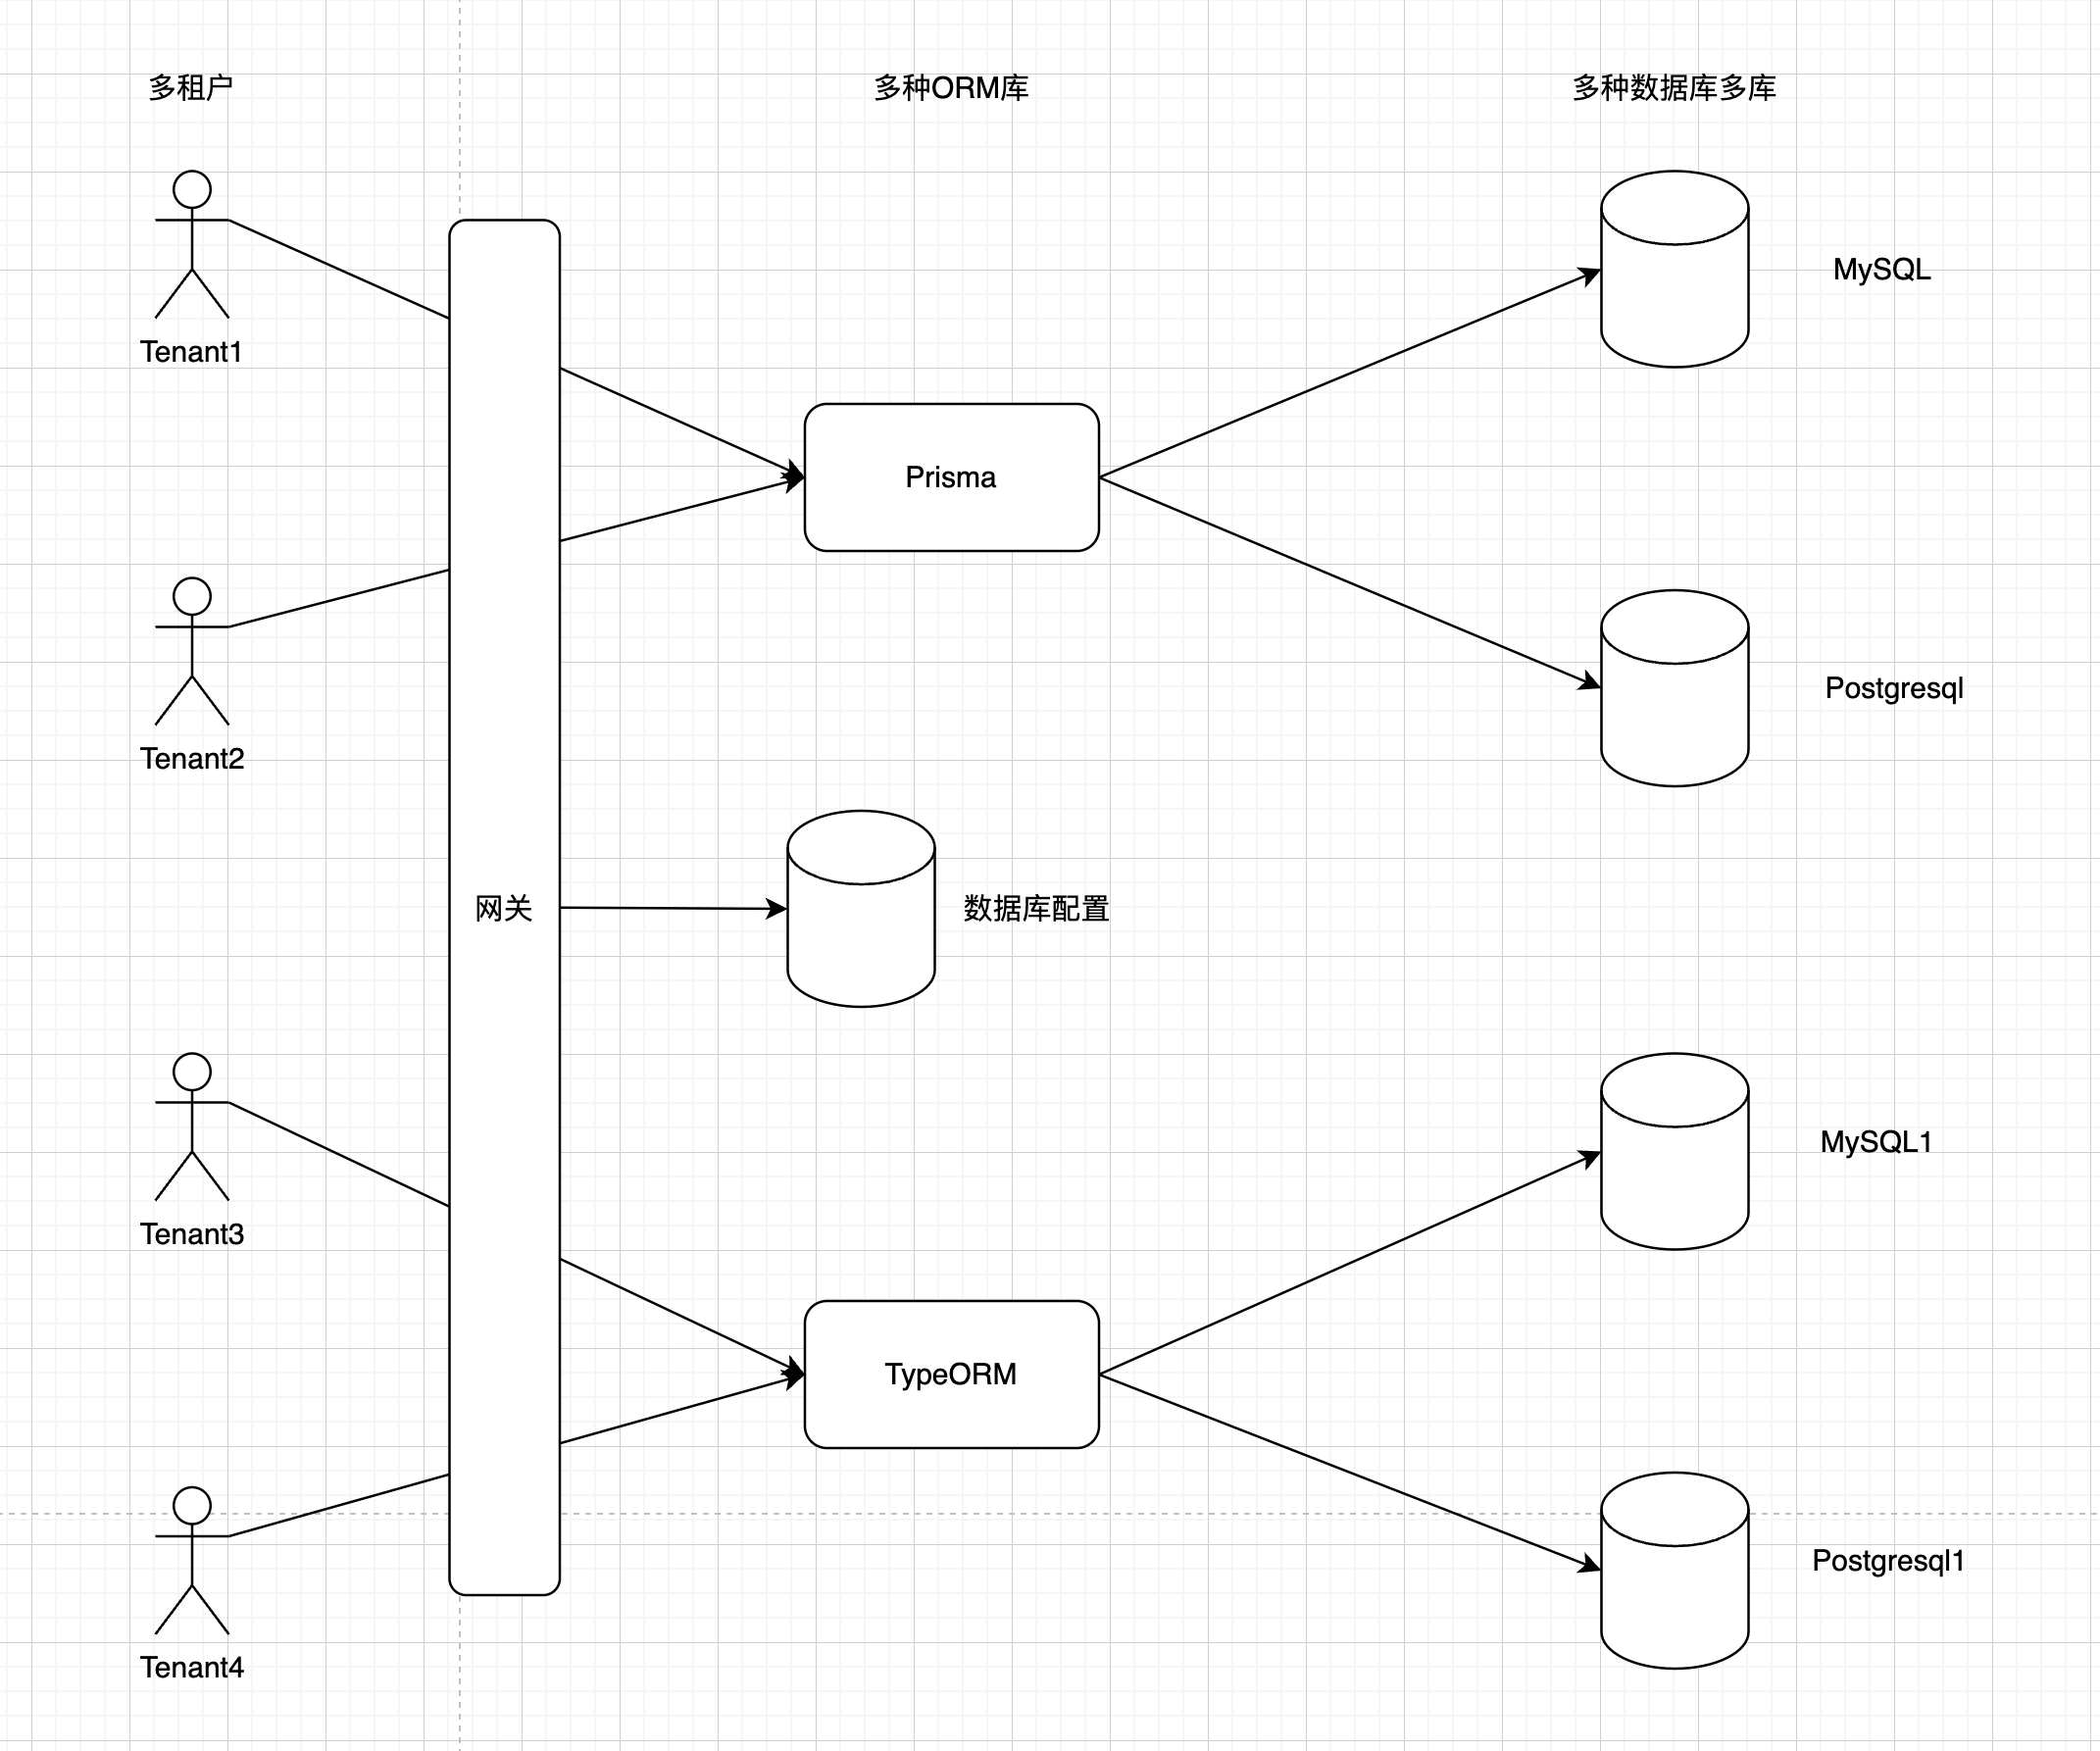 多租户
多种ORM库
多种数据库多库
Tenant1
MySQL
Prisma
Tenant2
Postgresql
网关
数据库配置
Tenant3
MySQL1
TypeORM
Tenant4
Postgresql1